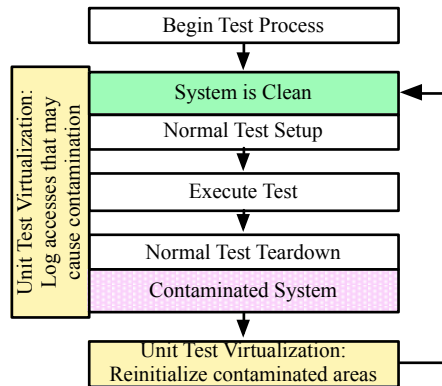 Begin Test Process
Unit Test Virtualization:
Log accesses that may
cause contamination
System is Clean
Normal Test Setup
Execute Test
Normal Test Teardown
Contaminated System
Unit Test Virtualization:
Reinitialize contaminated areas